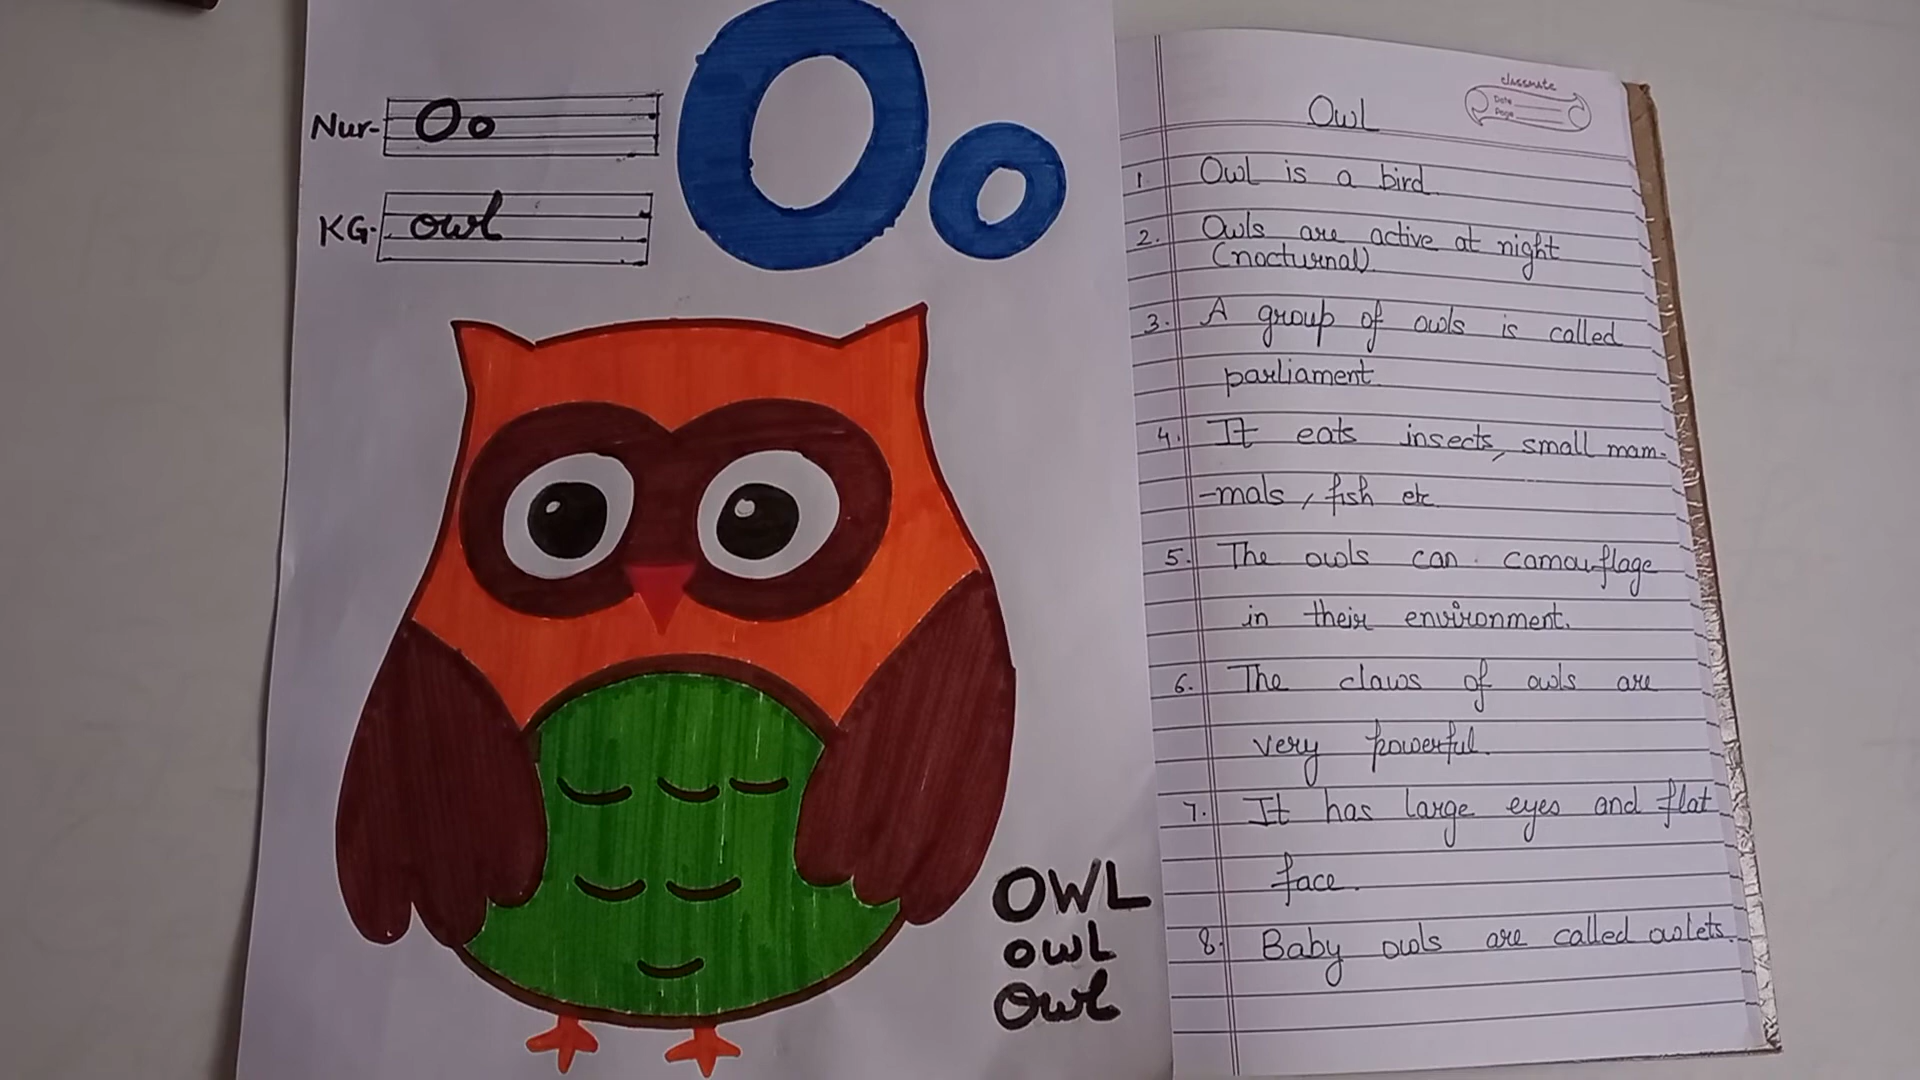 Nur- Oo
KG. owl
Oo
OWL
owl
Owl
classmate
Date
Page
Owl
1. Owl is a bird.
2. Owls are active at night
(nocturnal).
3. A group of owls is called
parliament.
4. It eats insects, small mam-
-mals, fish etc.
5. The owls can camouflage
in their environment.
6. The claws of owls are
very powerful.
7. It has large eyes and flat
face.
8. Baby owls are called owlets.